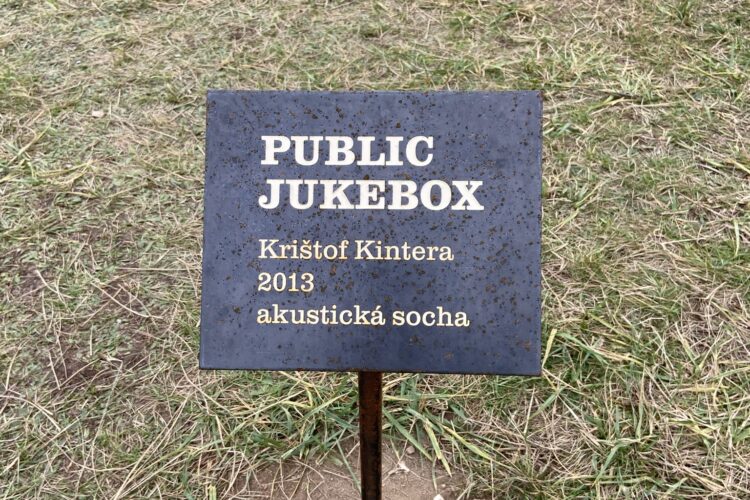 PUBLIC
JUKEBOX
Krištof Kintera
2013
akustická socha